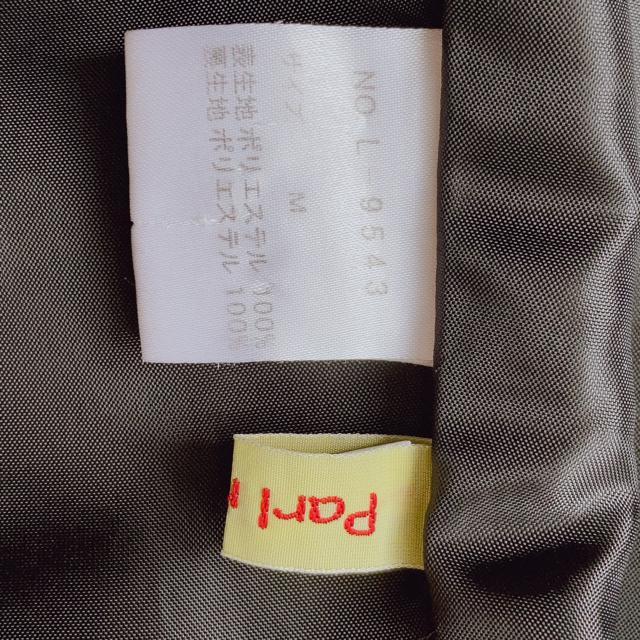 NO L-9543
サイズ M
表生地 ポリエステル 100%
裏生地 ポリエステル 100%
Parl